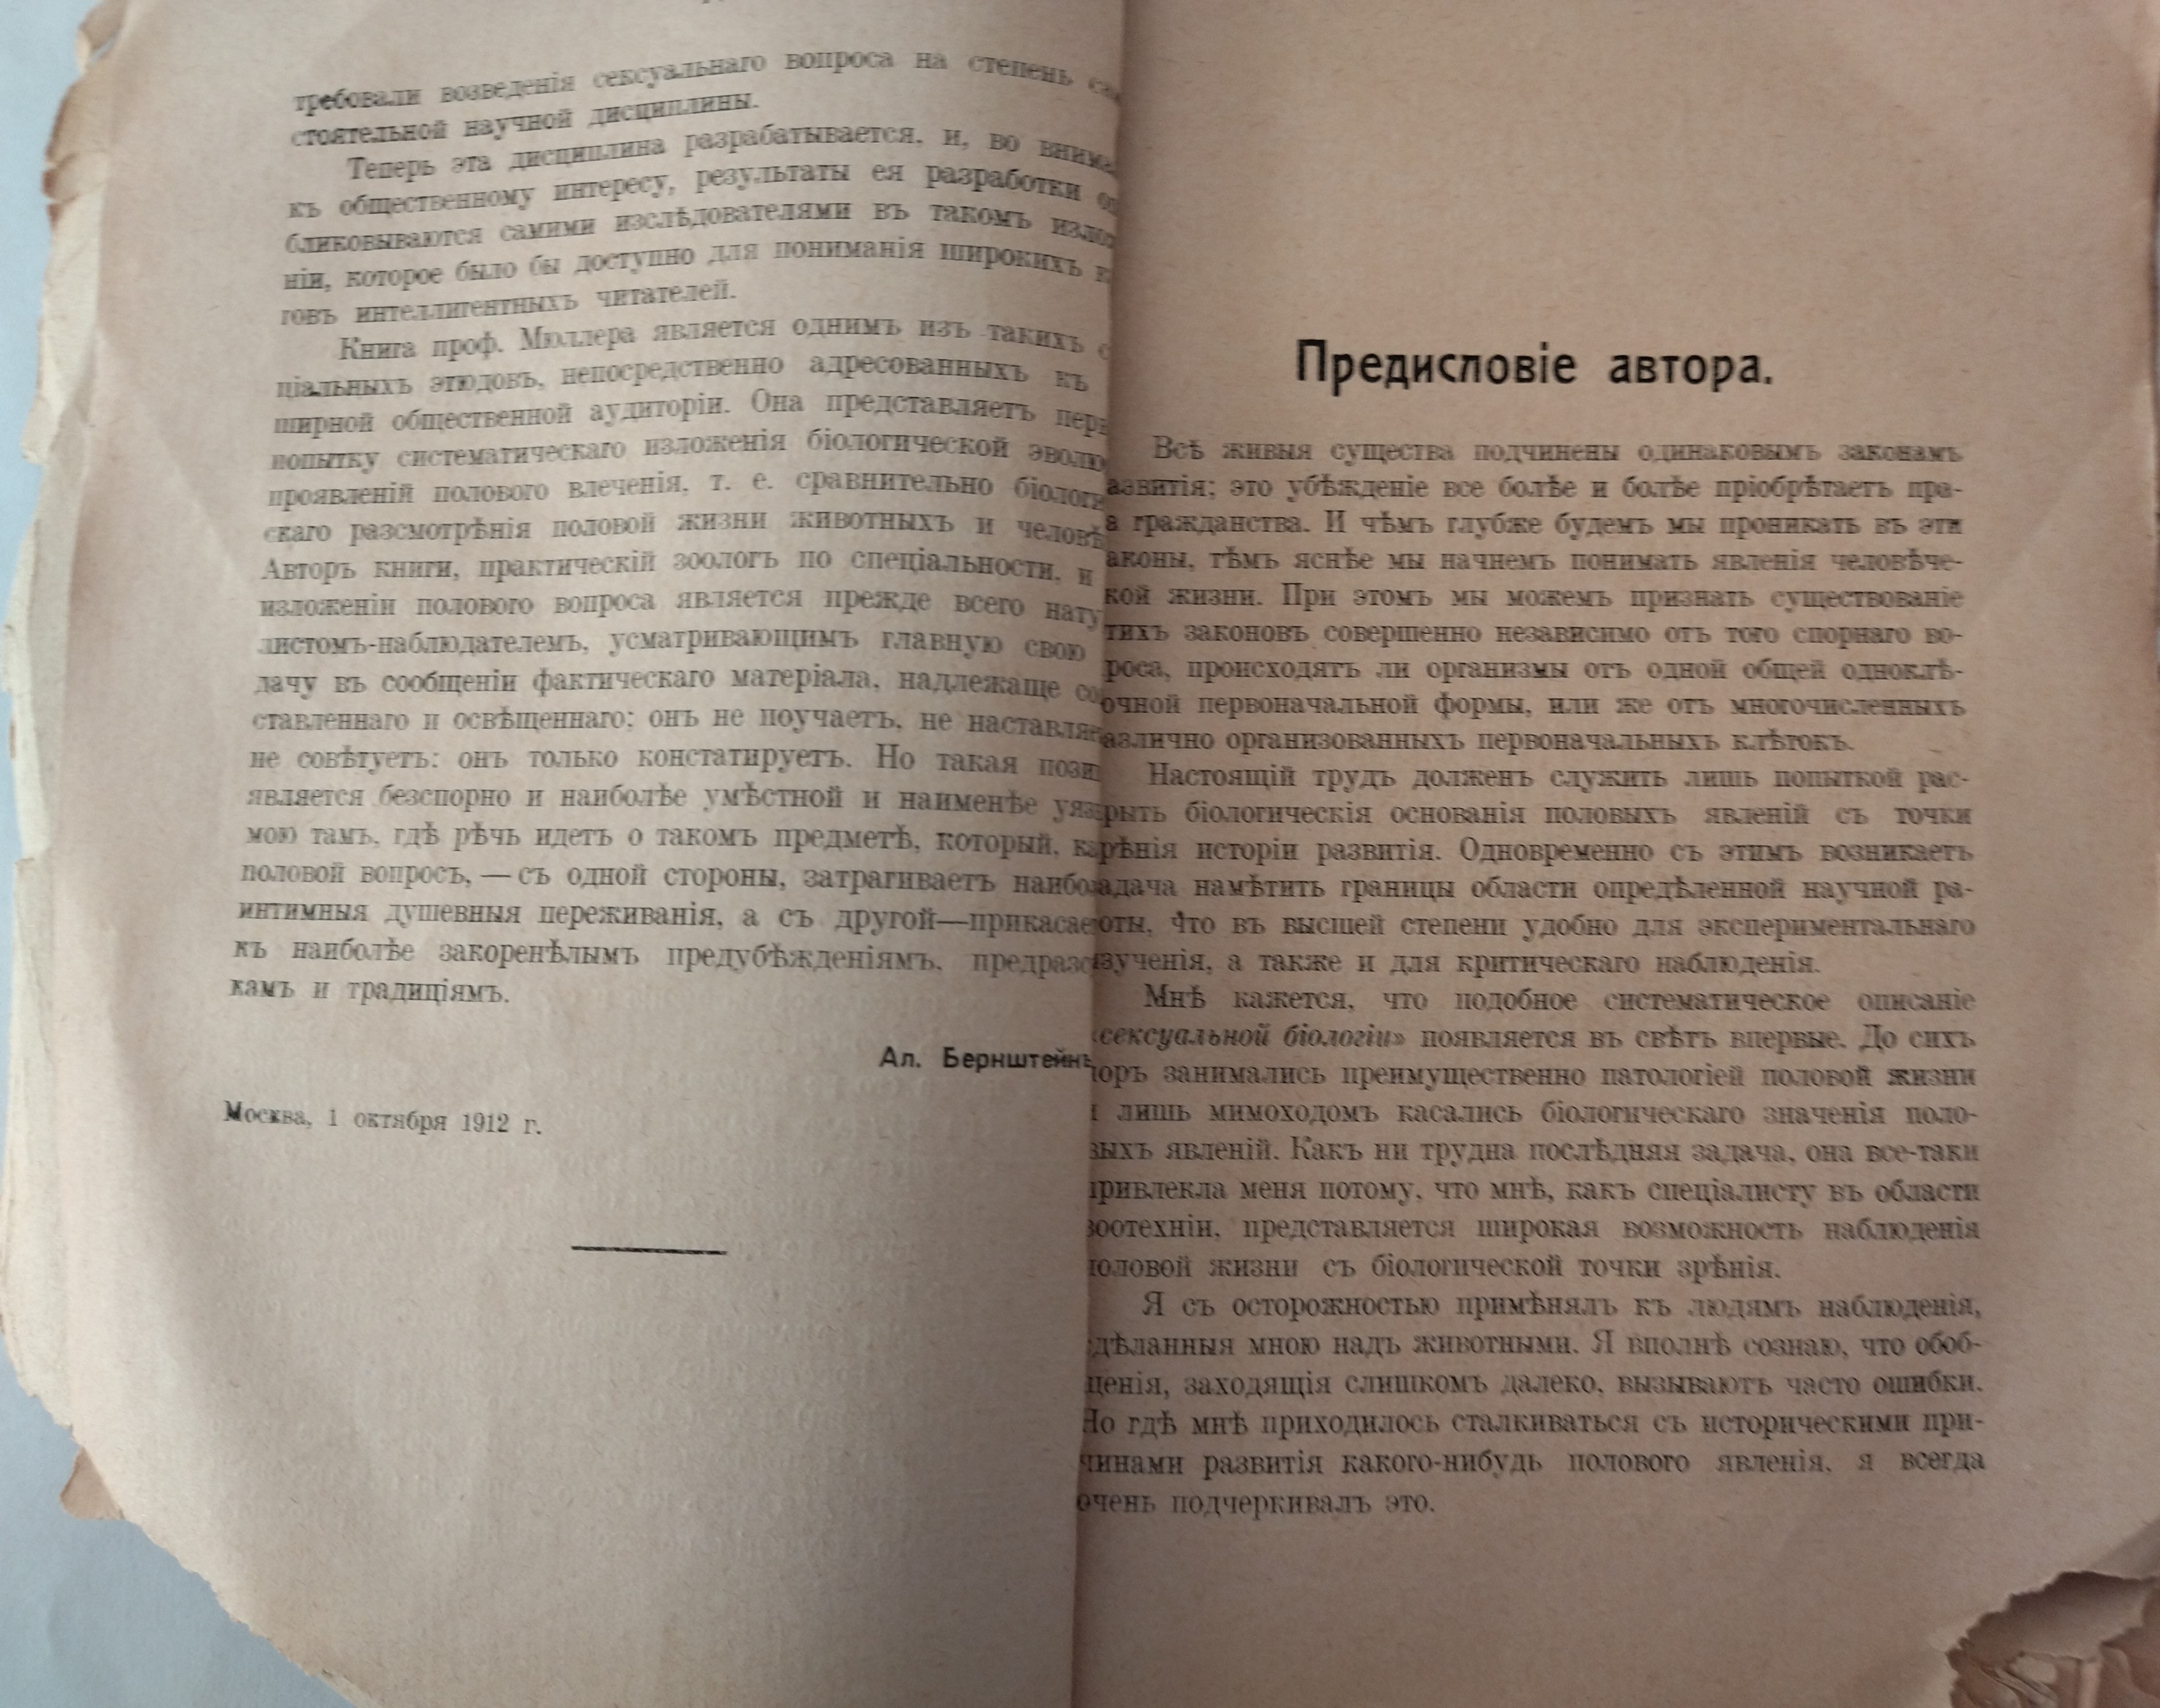 требовали возведенія сексуальнаго вопроса на степень са
стоятельной научной дисциплины.
Теперь эта дисциплина разрабатывается, и, во внима
къ общественному интересу, результаты ея разработки о
бликовываются самими изслѣдователями въ такомъ изло
ніи, которое было бы доступно для пониманія широкихъ к
говъ интеллигентныхъ читателей.
Книга проф. Мюллера является однимъ изъ такихъ с
ціальныхъ этюдовъ, непосредственно адресованныхъ къ
ширной общественной аудиторіи. Она представляетъ перв
попытку систематическаго изложенія біологической эволю
проявленій полового влеченія, т. е. сравнительно біологи
скаго разсмотрѣнія половой жизни животныхъ и человѣ
Авторъ книги, практическій зоологъ по спеціальности, и
изложеніи полового вопроса является прежде всего нату
листомъ-наблюдателемъ, усматривающимъ главную свою
дачу въ сообщеніи фактическаго матеріала, надлежаще со
ставленнаго и освѣщеннаго; онъ не поучаетъ, не наставляе
не совѣтуетъ: онъ только констатируетъ. Но такая пози
является безспорно и наиболѣе умѣстной и наименѣе уяз
мою тамъ, гдѣ рѣчь идетъ о такомъ предметѣ, который, ка
половой вопросъ, — съ одной стороны, затрагиваетъ наибо
интимныя душевныя переживанія, а съ другой—прикасае
къ наиболѣе закоренѣлымъ предубѣжденіямъ, предразс
камъ и традиціямъ.
Ал. Бернштейнъ
Москва, 1 октября 1912 г.
Предисловіе автора.
Всѣ живыя существа подчинены одинаковымъ законамъ
азвитія; это убѣжденіе все болѣе и болѣе пріобрѣтаетъ пра-
а гражданства. И чѣмъ глубже будемъ мы проникать въ эти
аконы, тѣмъ яснѣе мы начнемъ понимать явленія человѣче-
кой жизни. При этомъ мы можемъ признать существованіе
тихъ законовъ совершенно независимо отъ того спорнаго во-
роса, происходятъ ли организмы отъ одной общей одноклѣ-
очной первоначальной формы, или же отъ многочисленныхъ
азлично организованныхъ первоначальныхъ клѣтокъ.
Настоящій трудъ долженъ служить лишь попыткой рас-
рыть біологическія основанія половыхъ явленій съ точки
рѣнія исторіи развитія. Одновременно съ этимъ возникаетъ
адача намѣтить границы области опредѣленной научной ра-
оты, что въ высшей степени удобно для экспериментальнаго
зученія, а также и для критическаго наблюденія.
Мнѣ кажется, что подобное систематическое описаніе
«сексуальной біологіи» появляется въ свѣтъ впервые. До сихъ
поръ занимались преимущественно патологіей половой жизни
и лишь мимоходомъ касались біологическаго значенія поло-
выхъ явленій. Какъ ни трудна послѣдняя задача, она все-таки
привлекла меня потому, что мнѣ, какъ спеціалисту въ области
зоотехніи, представляется широкая возможность наблюденія
половой жизни съ біологической точки зрѣнія.
Я съ осторожностью примѣнялъ къ людямъ наблюденія,
дѣланныя мною надъ животными. Я вполнѣ сознаю, что обоб-
щенія, заходящія слишкомъ далеко, вызываютъ часто ошибки.
Но гдѣ мнѣ приходилось сталкиваться съ историческими при-
чинами развитія какого-нибудь полового явленія, я всегда
очень подчеркивалъ это.